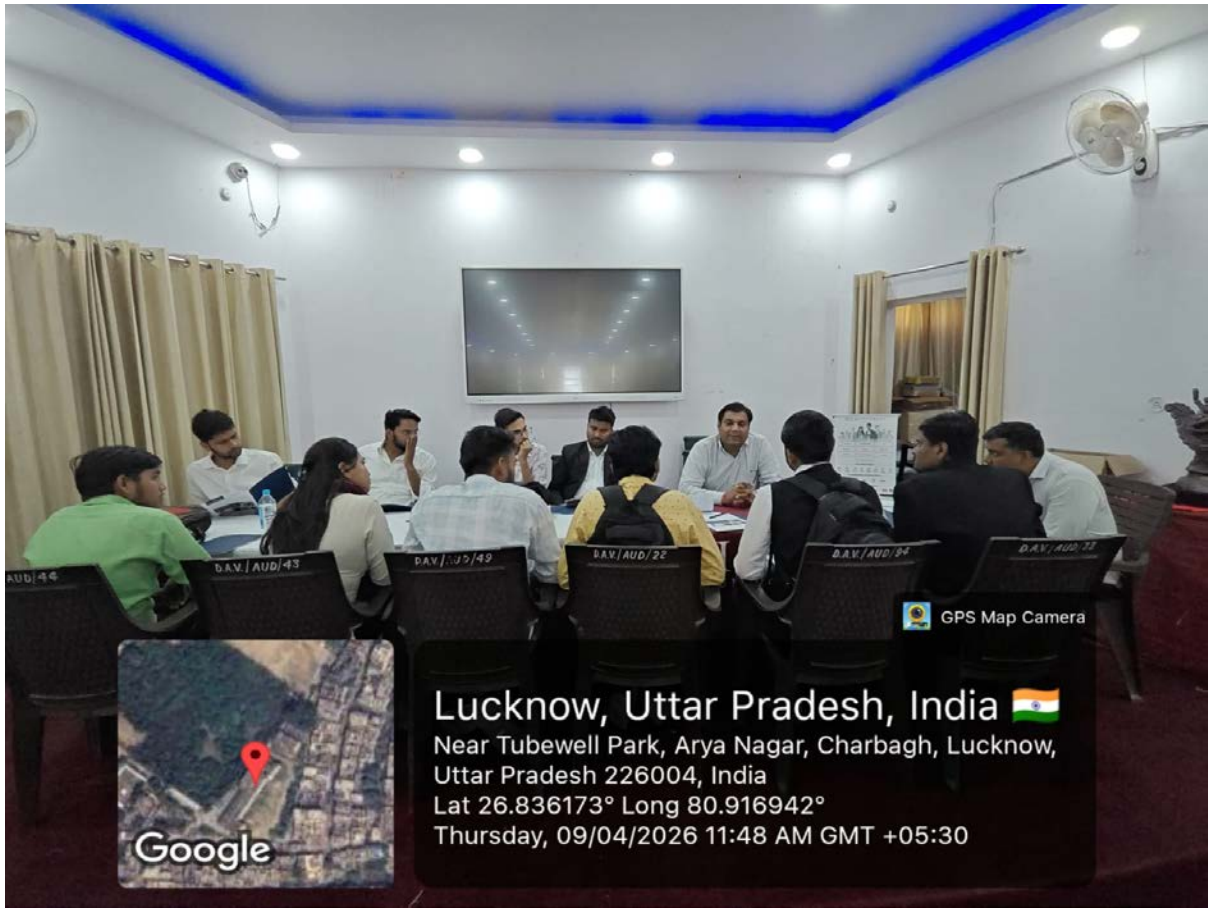 AUD/44
D.A.V./AUD/43
D.A.V./AUD/49
D.A.V./AUD/22
D.A.V./AUD/94
D.A.V./AUD/73
GPS Map Camera
Google
Lucknow, Uttar Pradesh, India
Near Tubewell Park, Arya Nagar, Charbagh, Lucknow,
Uttar Pradesh 226004, India
Lat 26.836173° Long 80.916942°
Thursday, 09/04/2026 11:48 AM GMT +05:30